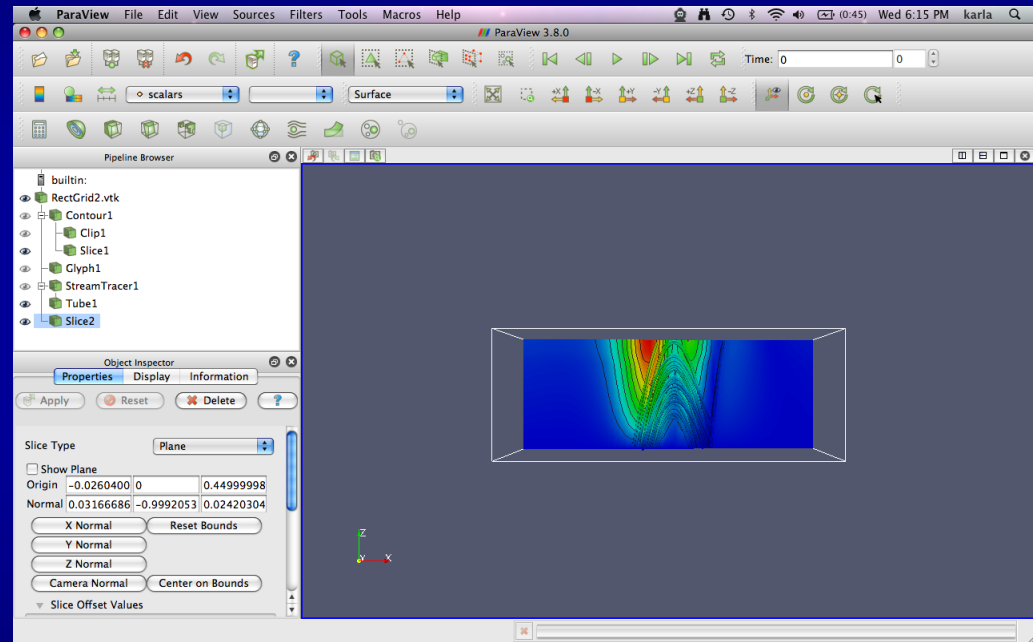 ParaView File Edit View Sources Filters Tools Macros Help (0:45) Wed 6:15 PM karla
ParaView 3.8.0
Time: 0 0
scalars Surface +X -X +Y -Y +Z -Z
Pipeline Browser
builtin:
RectGrid2.vtk
Contour1
Clip1
Slice1
Glyph1
StreamTracer1
Tube1
Slice2
Object Inspector
Properties Display Information
Apply Reset Delete ?
Slice Type Plane
Show Plane
Origin -0.0260400 0 0.44999998
Normal 0.03166686 -0.9992053 0.02420304
X Normal Reset Bounds
Y Normal
Z Normal
Camera Normal Center on Bounds
Slice Offset Values
Z
Y X